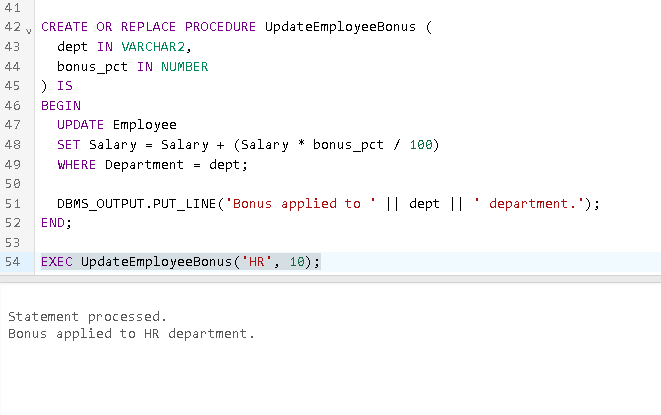 41
42 CREATE OR REPLACE PROCEDURE UpdateEmployeeBonus (
43 dept IN VARCHAR2,
44 bonus_pct IN NUMBER
45 ) IS
46 BEGIN
47 UPDATE Employee
48 SET Salary = Salary + (Salary * bonus_pct / 100)
49 WHERE Department = dept;
50
51 DBMS_OUTPUT.PUT_LINE('Bonus applied to ' || dept || ' department.');
52 END;
53
54 EXEC UpdateEmployeeBonus('HR', 10);
Statement processed.
Bonus applied to HR department.